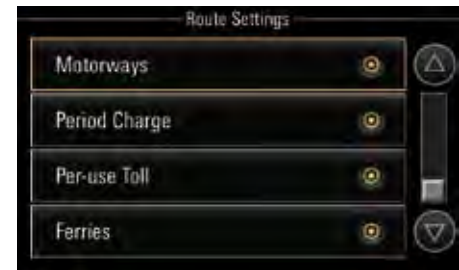 Route Settings
Motorways
Period Charge
Per-use Toll
Ferries